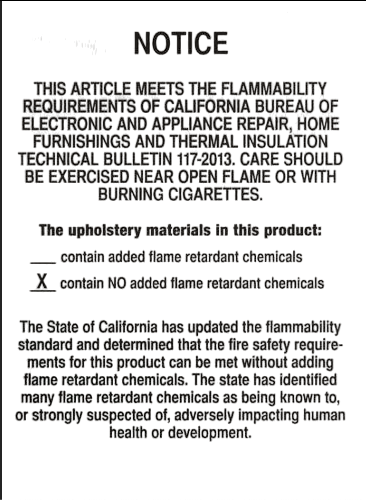 NOTICE
THIS ARTICLE MEETS THE FLAMMABILITY
REQUIREMENTS OF CALIFORNIA BUREAU OF
ELECTRONIC AND APPLIANCE REPAIR, HOME
FURNISHINGS AND THERMAL INSULATION
TECHNICAL BULLETIN 117-2013. CARE SHOULD
BE EXERCISED NEAR OPEN FLAME OR WITH
BURNING CIGARETTES.
The upholstery materials in this product:
___ contain added flame retardant chemicals
_X_ contain NO added flame retardant chemicals
The State of California has updated the flammability
standard and determined that the fire safety require-
ments for this product can be met without adding
flame retardant chemicals. The state has identified
many flame retardant chemicals as being known to,
or strongly suspected of, adversely impacting human
health or development.